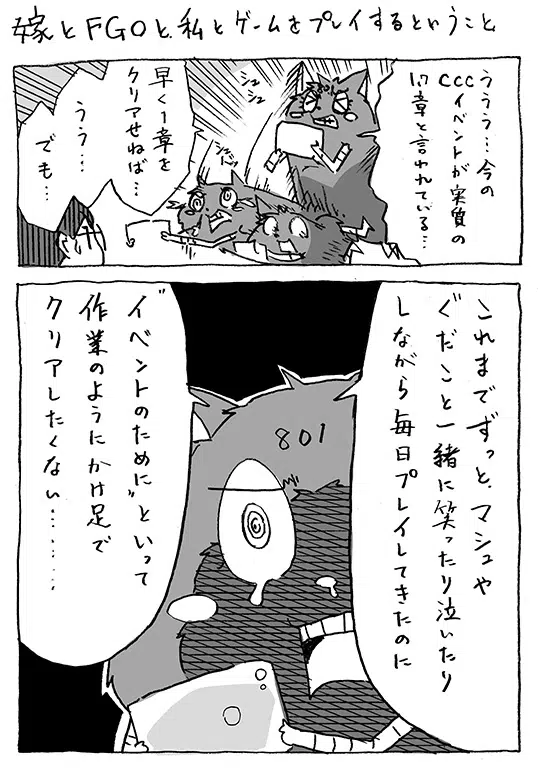 嫁とFGOと、私とゲームをプレイするということ
ううう…今の
CCCイベントが実質の
17章と言われている…
ジンジン
早く1章を
クリアせねば…
うう…
でも…
これまでずっと、マシュや
ぐだこと一緒に笑ったり泣いたり
しながら毎日プレイしてきたのに
801
"イベントのために"といって
作業のようにかけ足で
クリアしたくない………